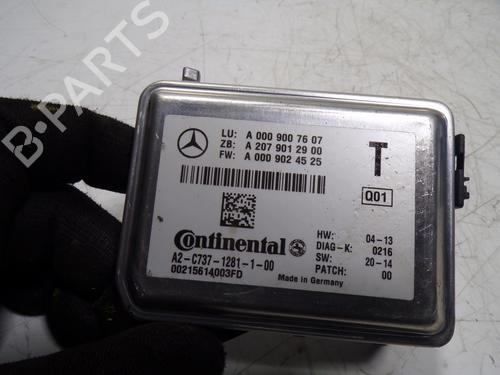 B-PARTS
LU: A 000 900 76 07
ZB: A 207 901 29 00
FW: A 000 902 45 25
T
Q01
Continental
A2-C737-1281-1-00
00215614003FD
HW: 04-13
DIAG-K: 0216
SW: 20-14
PATCH: 00
Made in Germany